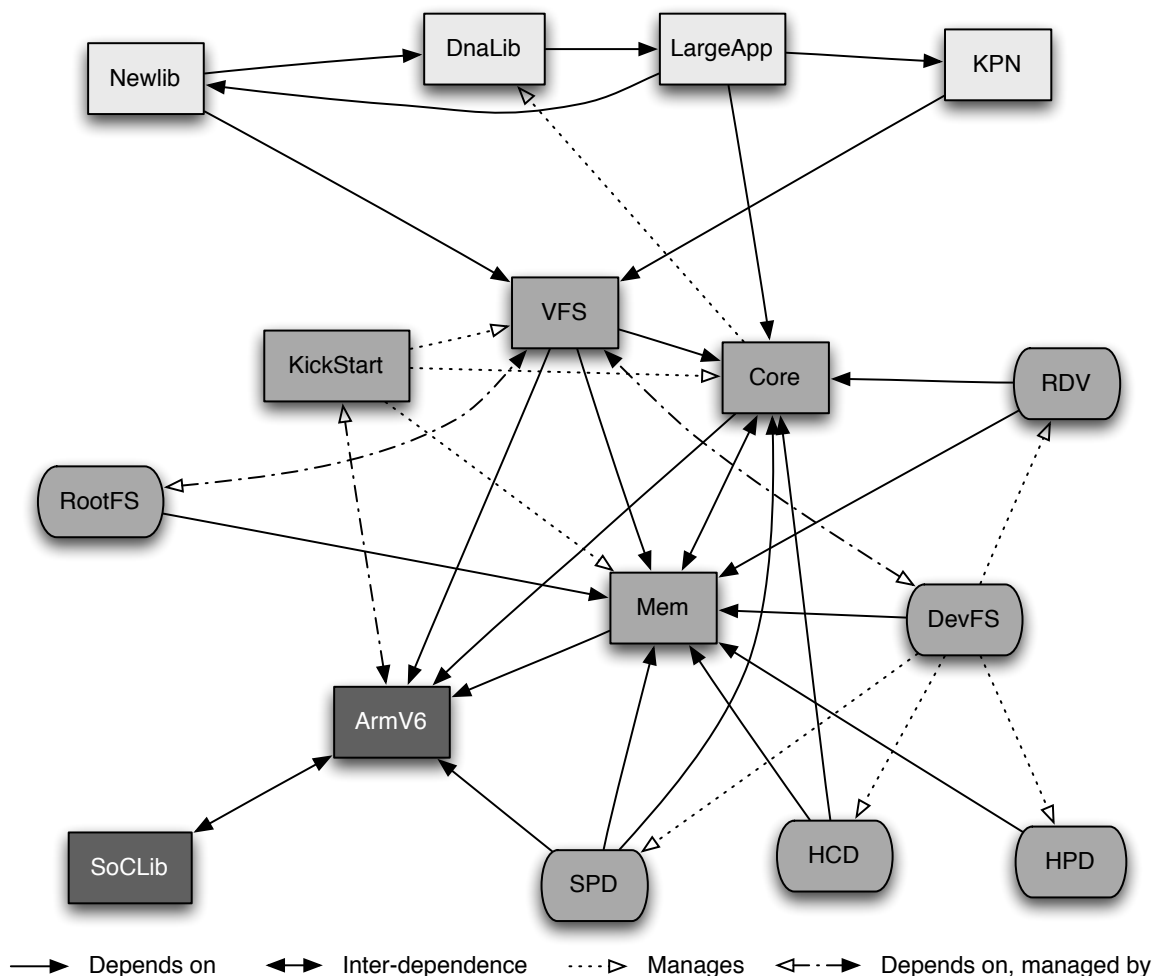 Newlib
DnaLib
LargeApp
KPN
VFS
KickStart
Core
RDV
RootFS
Mem
DevFS
ArmV6
SoCLib
SPD
HCD
HPD
Depends on
Inter-dependence
Manages
Depends on, managed by